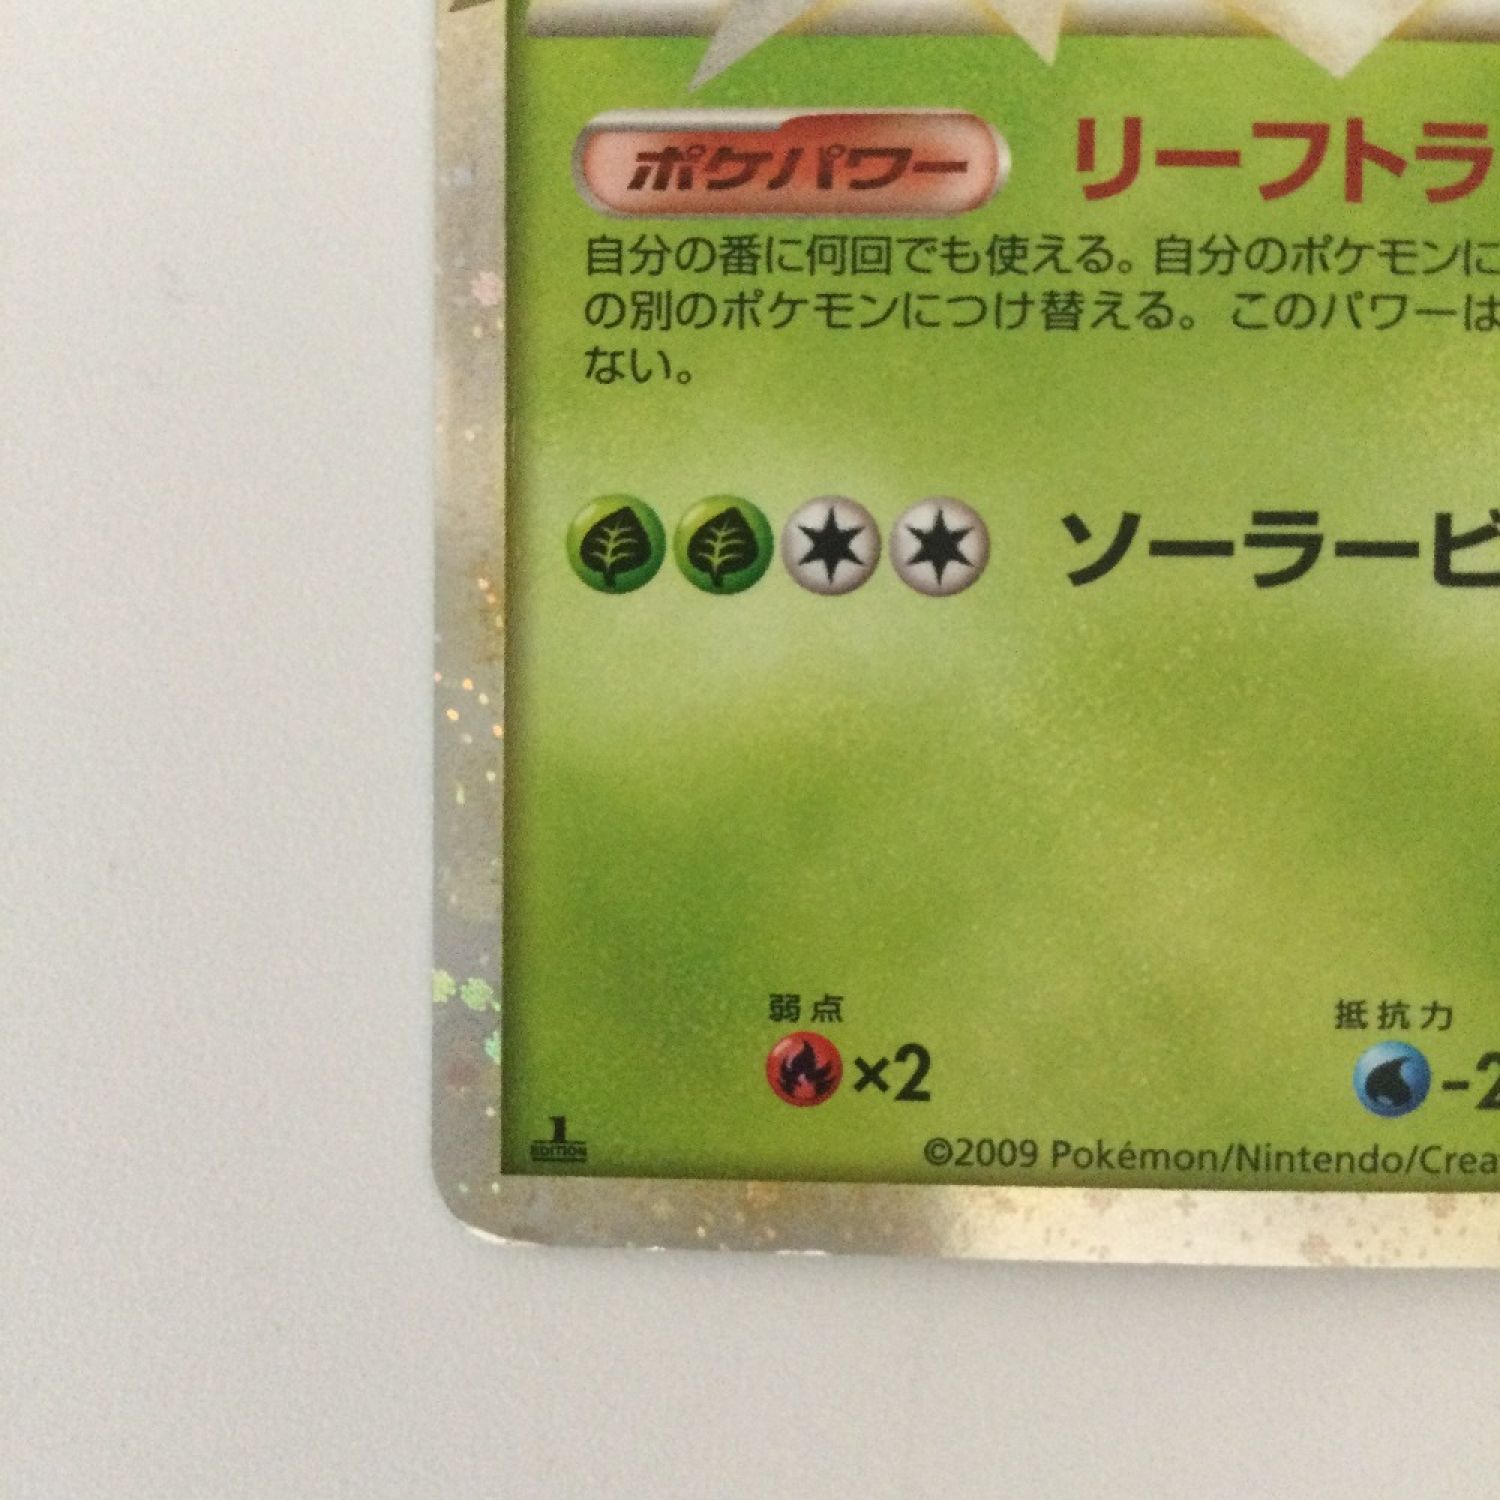 ポケパワー リーフトラ
自分の番に何回でも使える。自分のポケモンに
の別のポケモンにつけ替える。このパワーは
ない。
ソーラービ
弱点 抵抗力
×2 -2
1
EDITION
©2009 Pokémon/Nintendo/Crea